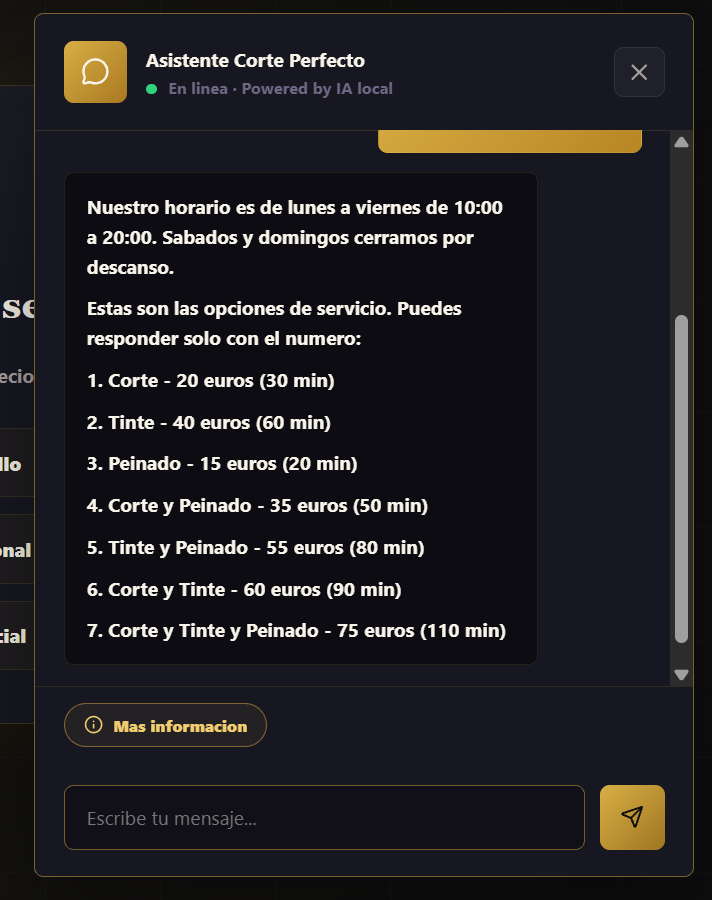 Asistente Corte Perfecto
En linea · Powered by IA local
se
ecio
llo
onal
cial
Nuestro horario es de lunes a viernes de 10:00
a 20:00. Sabados y domingos cerramos por
descanso.
Estas son las opciones de servicio. Puedes
responder solo con el numero:
1. Corte - 20 euros (30 min)
2. Tinte - 40 euros (60 min)
3. Peinado - 15 euros (20 min)
4. Corte y Peinado - 35 euros (50 min)
5. Tinte y Peinado - 55 euros (80 min)
6. Corte y Tinte - 60 euros (90 min)
7. Corte y Tinte y Peinado - 75 euros (110 min)
Mas informacion
Escribe tu mensaje...